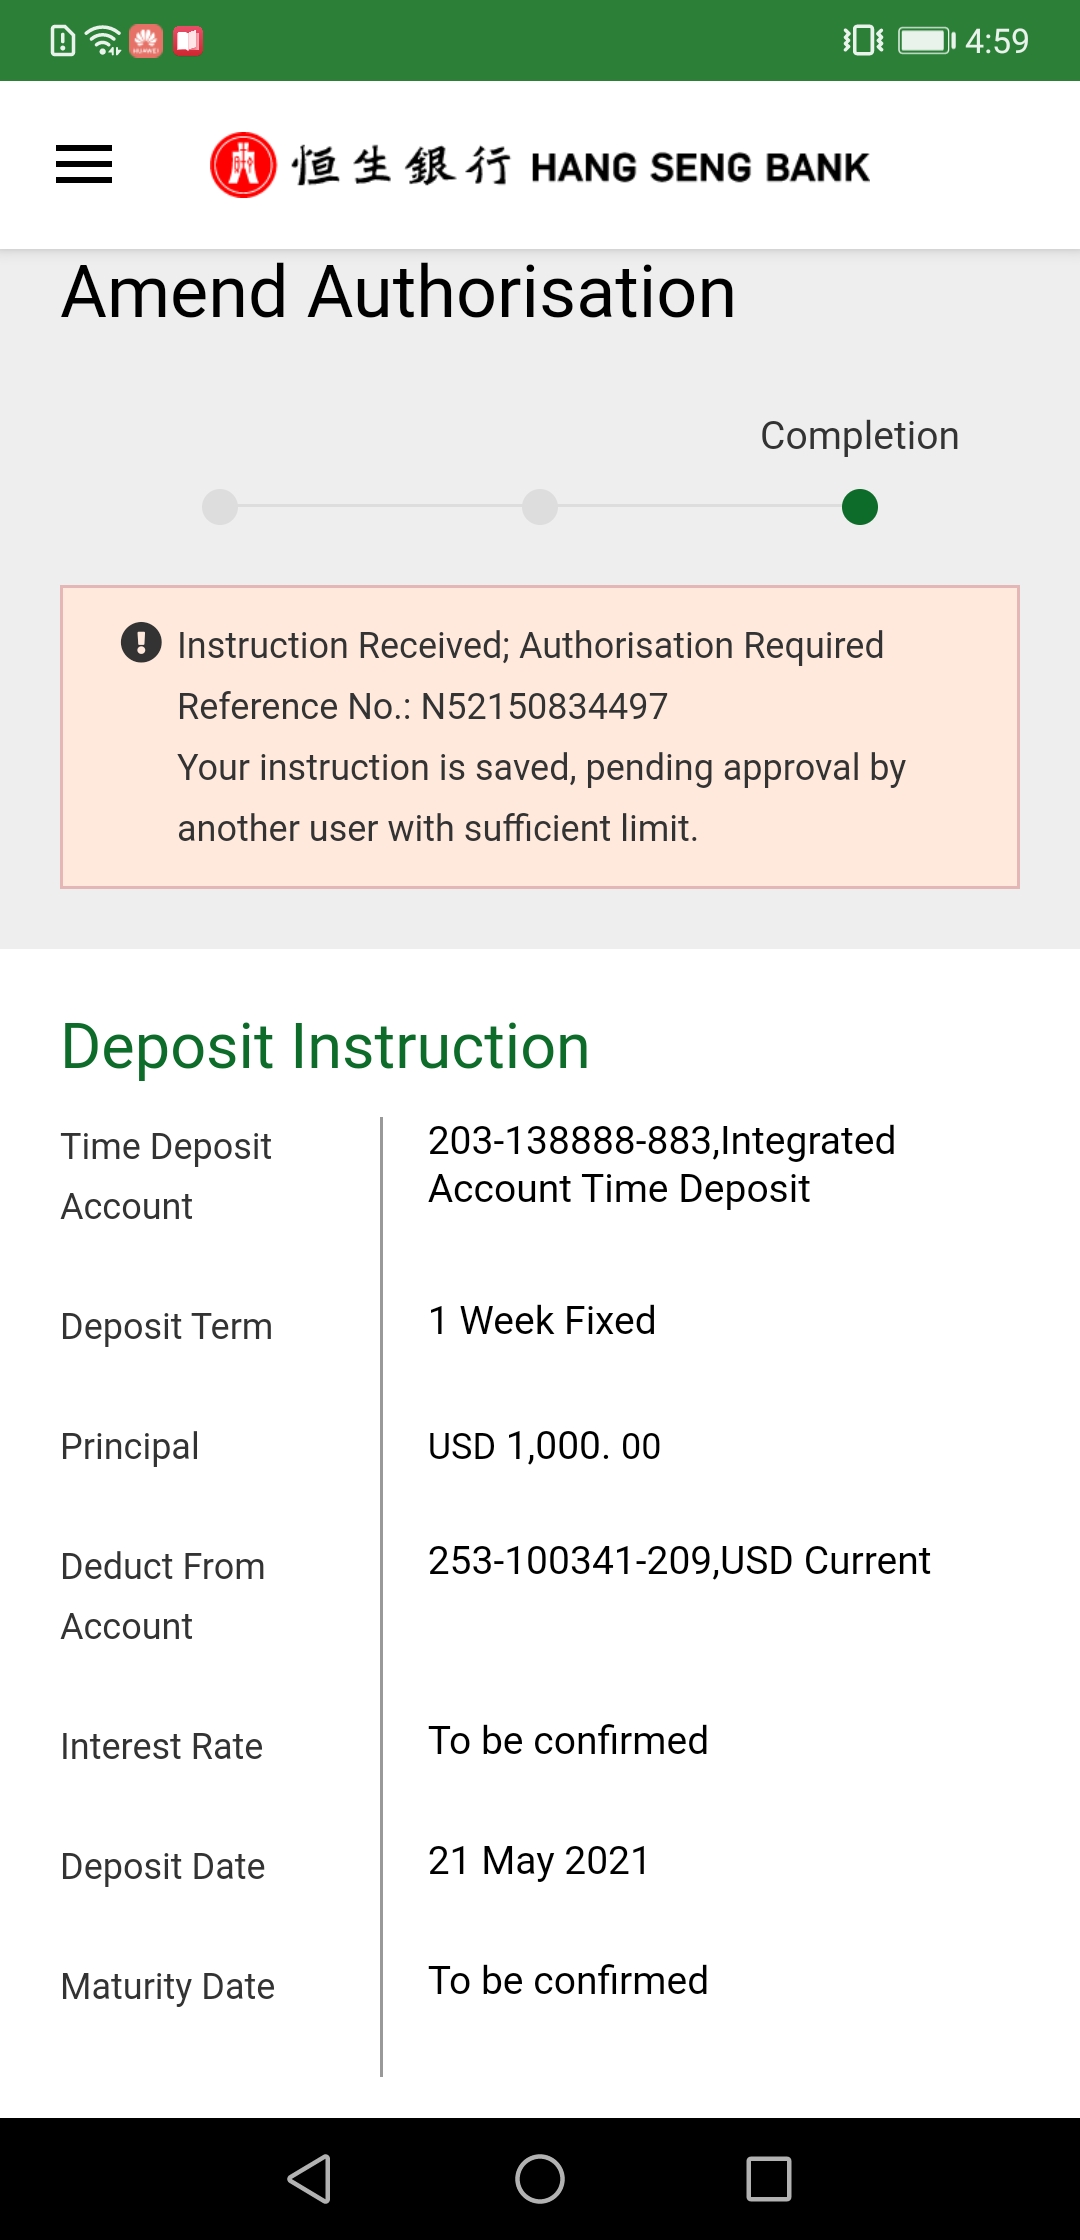 4:59
恒生銀行 HANG SENG BANK
Amend Authorisation
Completion
Instruction Received; Authorisation Required
Reference No.: N52150834497
Your instruction is saved, pending approval by
another user with sufficient limit.
Deposit Instruction
Time Deposit
Account
203-138888-883,Integrated
Account Time Deposit
Deposit Term
1 Week Fixed
Principal
USD 1,000. 00
Deduct From
Account
253-100341-209,USD Current
Interest Rate
To be confirmed
Deposit Date
21 May 2021
Maturity Date
To be confirmed